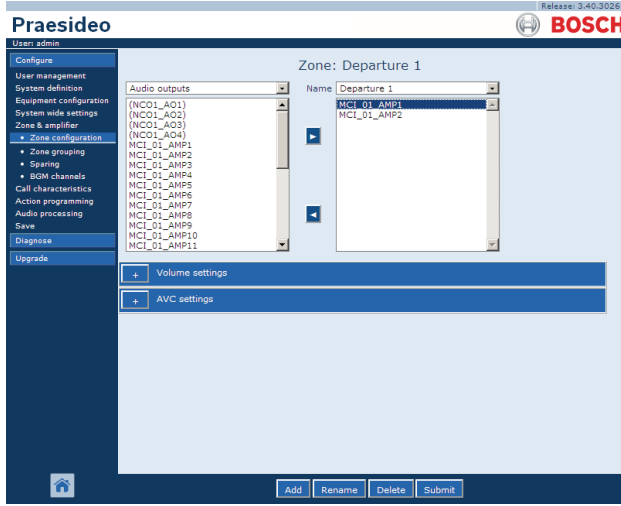 Release: 3.40.3026
Praesideo
BOSCH
User: admin
Configure
User management
System definition
Equipment configuration
System wide settings
Zone & amplifier
• Zone configuration
• Zone grouping
• Sparing
• BGM channels
Call characteristics
Action programming
Audio processing
Save
Diagnose
Upgrade
Zone: Departure 1
Audio outputs
(NCO1_AO1)
(NCO1_AO2)
(NCO1_AO3)
(NCO1_AO4)
MCI_01_AMP1
MCI_01_AMP2
MCI_01_AMP3
MCI_01_AMP4
MCI_01_AMP5
MCI_01_AMP6
MCI_01_AMP7
MCI_01_AMP8
MCI_01_AMP9
MCI_01_AMP10
MCI_01_AMP11
Name Departure 1
MCI_01_AMP1
MCI_01_AMP2
+ Volume settings
+ AVC settings
Add Rename Delete Submit